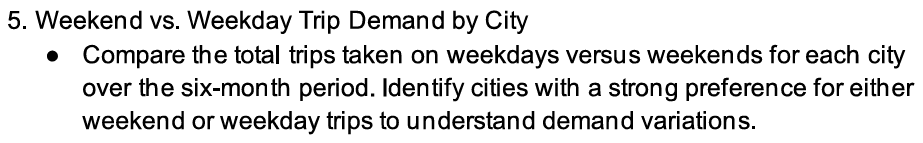 5. Weekend vs. Weekday Trip Demand by City
● Compare the total trips taken on weekdays versus weekends for each city
over the six-month period. Identify cities with a strong preference for either
weekend or weekday trips to understand demand variations.